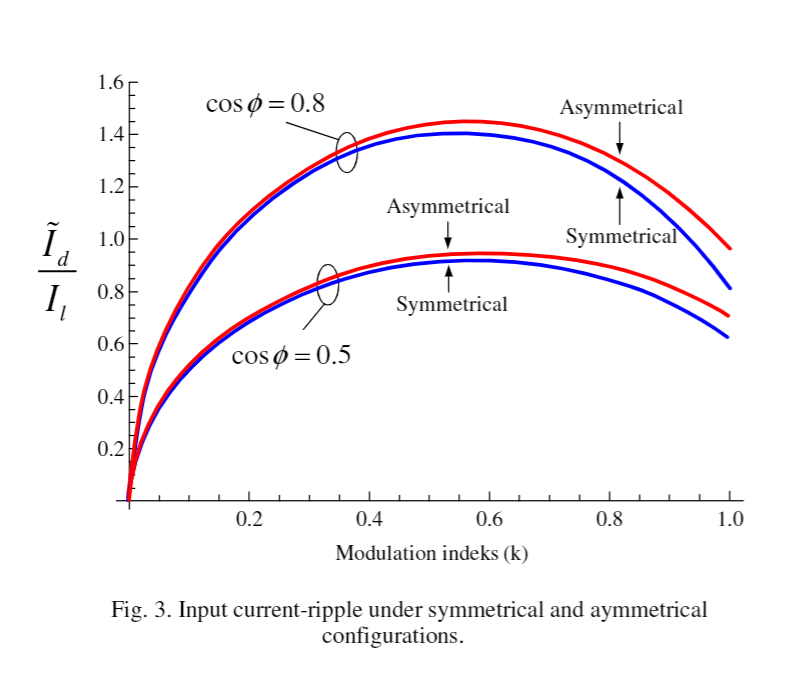 1.6
cos ϕ = 0.8
Asymmetrical
1.4
1.2
Asymmetrical
Symmetrical
1.0
Ĩd
Il
0.8
Symmetrical
0.6
cos ϕ = 0.5
0.4
0.2
0.2 0.4 0.6 0.8 1.0
Modulation indeks (k)
Fig. 3. Input current-ripple under symmetrical and aymmetrical
configurations.